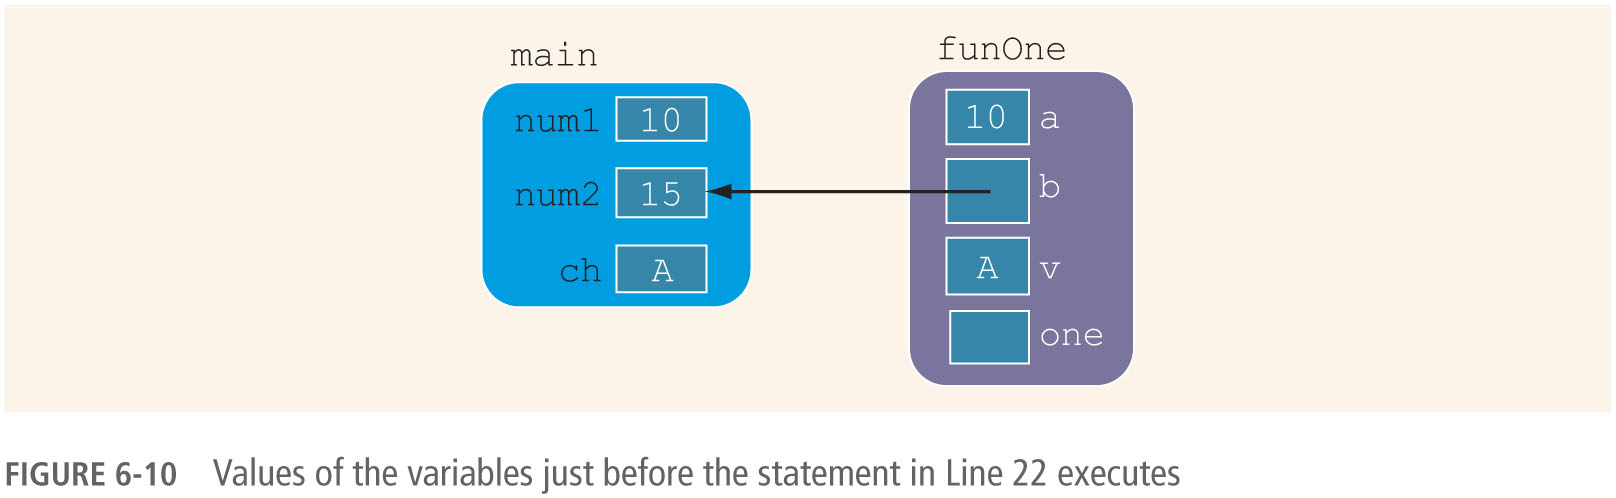 main
num1 10
num2 15
ch A
funOne
10 a
b
A v
one
FIGURE 6-10 Values of the variables just before the statement in Line 22 executes